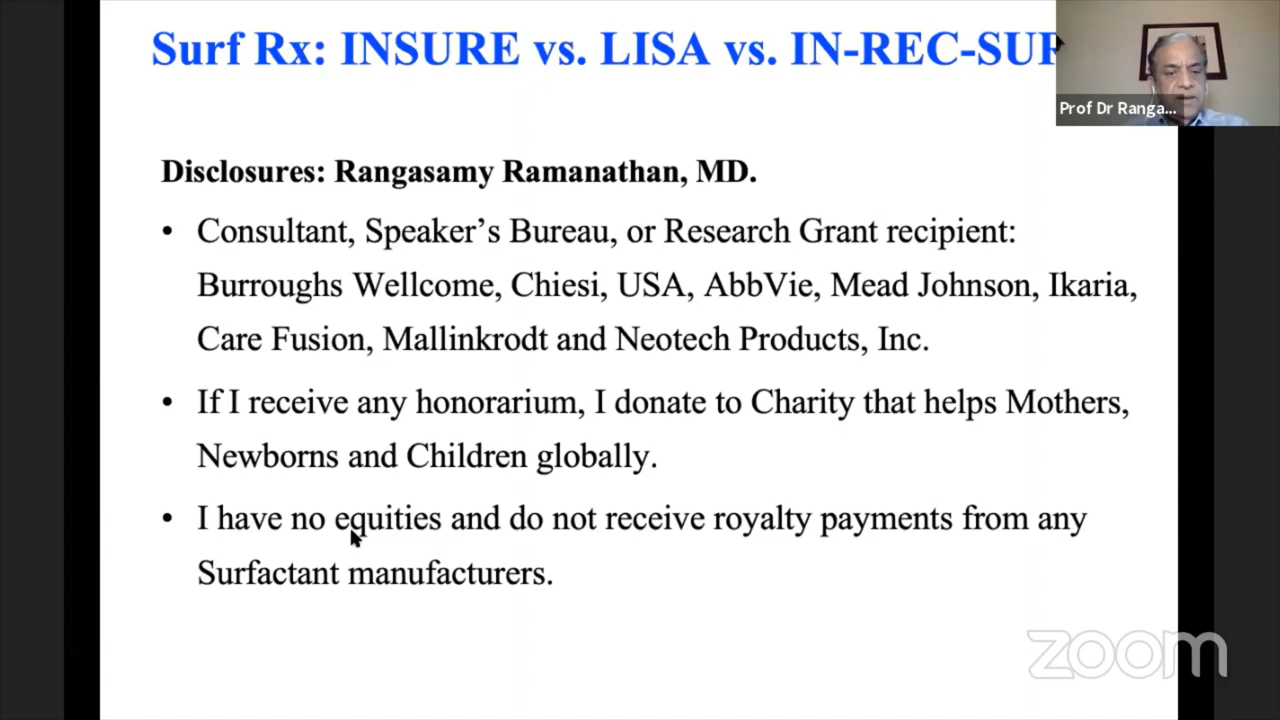 Surf Rx: INSURE vs. LISA vs. IN-REC-SUR
Prof Dr Ranga...
Disclosures: Rangasamy Ramanathan, MD.
• Consultant, Speaker’s Bureau, or Research Grant recipient:
Burroughs Wellcome, Chiesi, USA, AbbVie, Mead Johnson, Ikaria,
Care Fusion, Mallinkrodt and Neotech Products, Inc.
• If I receive any honorarium, I donate to Charity that helps Mothers,
Newborns and Children globally.
• I have no equities and do not receive royalty payments from any
Surfactant manufacturers.
zoom